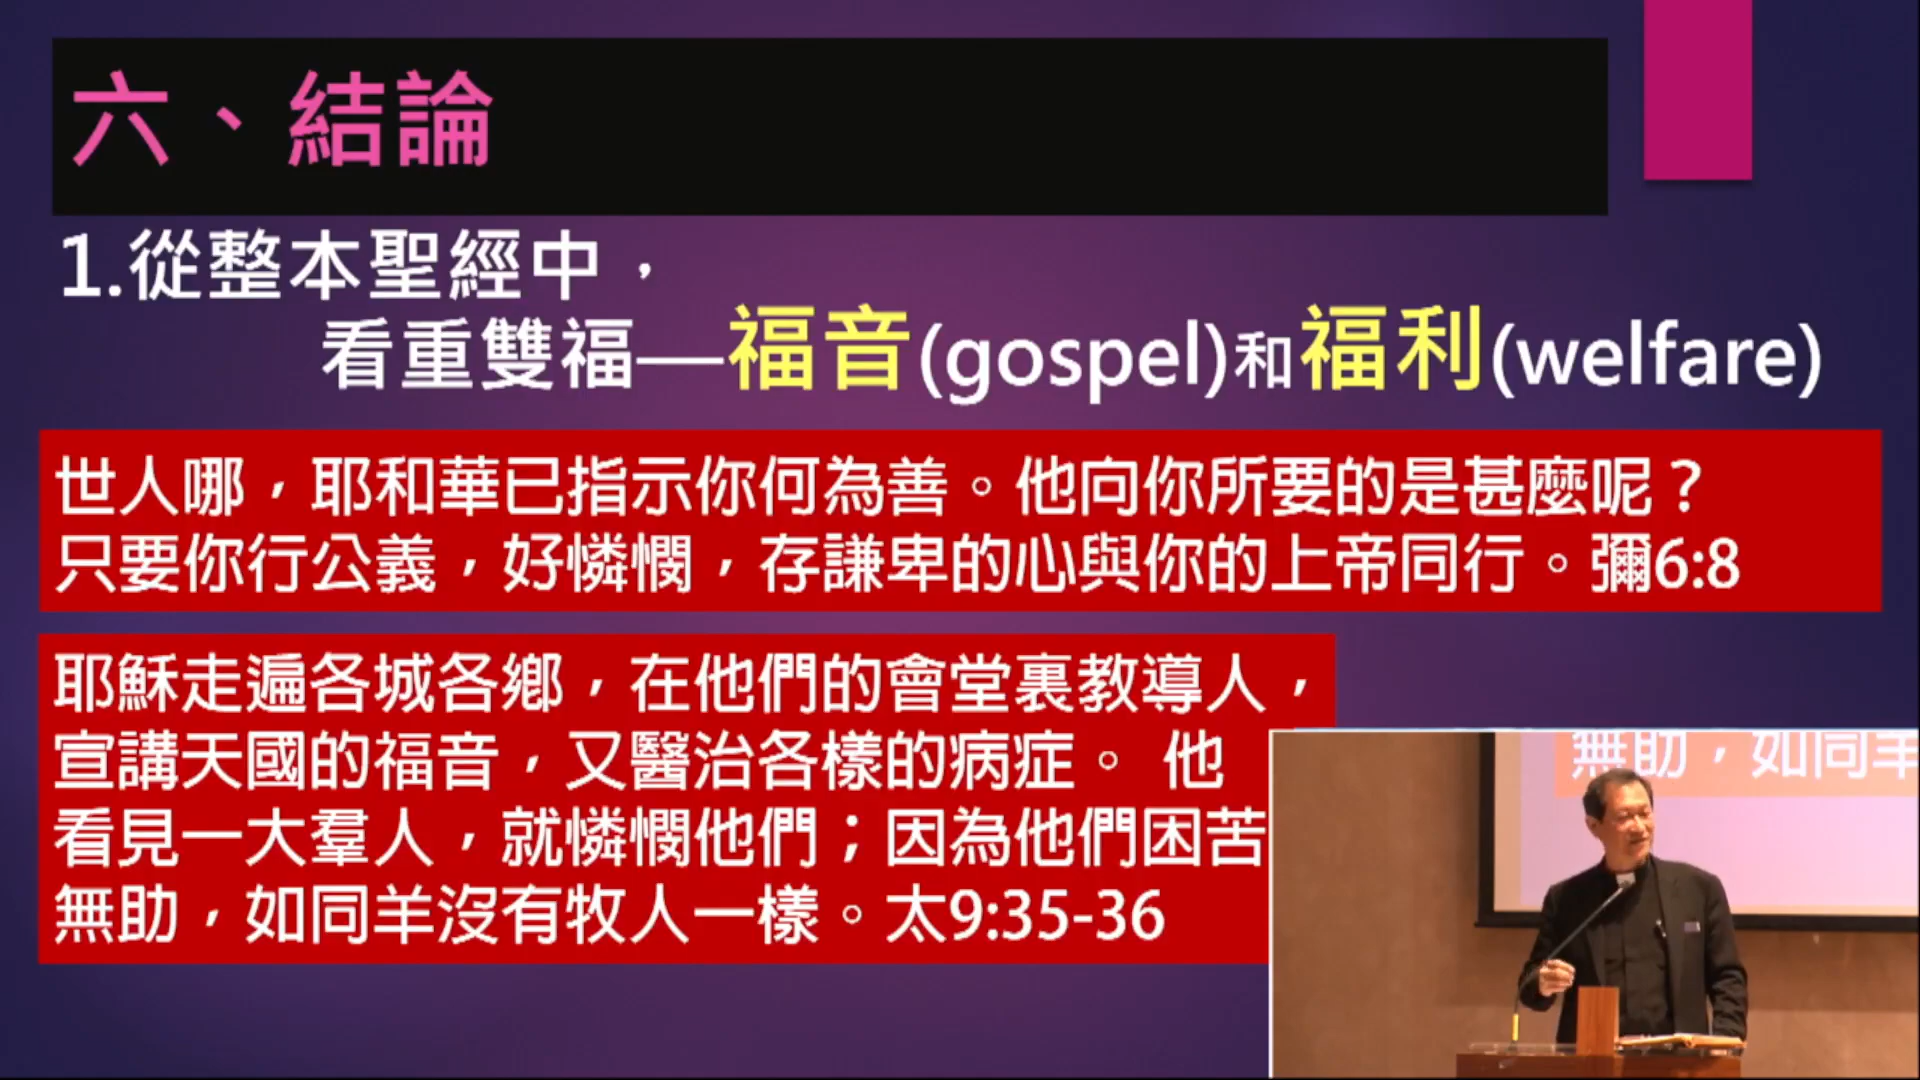 六、結論
1.從整本聖經中，
看重雙福—福音(gospel)和福利(welfare)
世人哪，耶和華已指示你何為善。他向你所要的是甚麼呢？
只要你行公義，好憐憫，存謙卑的心與你的上帝同行。彌6:8
耶穌走遍各城各鄉，在他們的會堂裏教導人，
宣講天國的福音，又醫治各樣的病症。 他
看見一大羣人，就憐憫他們；因為他們困苦
無助，如同羊沒有牧人一樣。太9:35-36
無助，如同羊